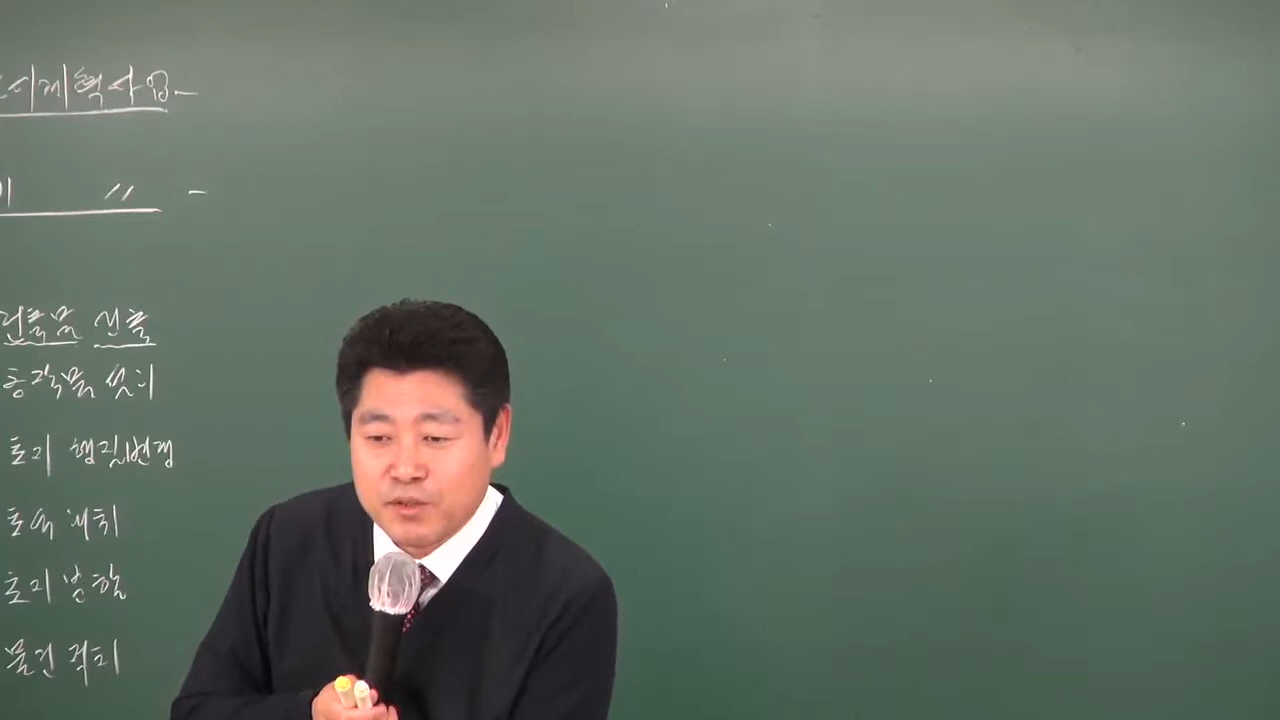 시계획사업 -
〃 -
건축물 건축
공작물 설치
토지 형질변경
토석 채취
토지 분할
물건 적치